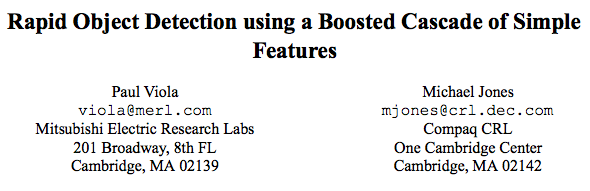 Rapid Object Detection using a Boosted Cascade of Simple
Features
Paul Viola
viola@merl.com
Mitsubishi Electric Research Labs
201 Broadway, 8th FL
Cambridge, MA 02139
Michael Jones
mjones@crl.dec.com
Compaq CRL
One Cambridge Center
Cambridge, MA 02142